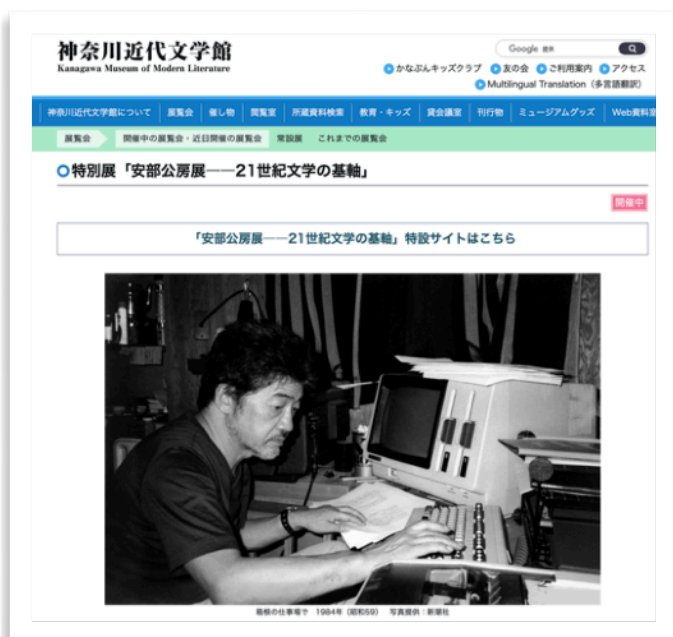 神奈川近代文学館
Kanagawa Museum of Modern Literature
Google 提供
かなぶんキッズクラブ 友の会 ご利用案内 アクセス
Multilingual Translation（多言語翻訳）
神奈川近代文学館について 展覧会 催し物 閲覧室 所蔵資料検索 教育・キッズ 貸会議室 刊行物 ミュージアムグッズ Web資料室
展覧会 開催中の展覧会・近日開催の展覧会 常設展 これまでの展覧会
特別展「安部公房展——21世紀文学の基軸」
開催中
「安部公房展——21世紀文学の基軸」特設サイトはこちら
箱根の仕事場で 1984年（昭和59） 写真提供：新潮社